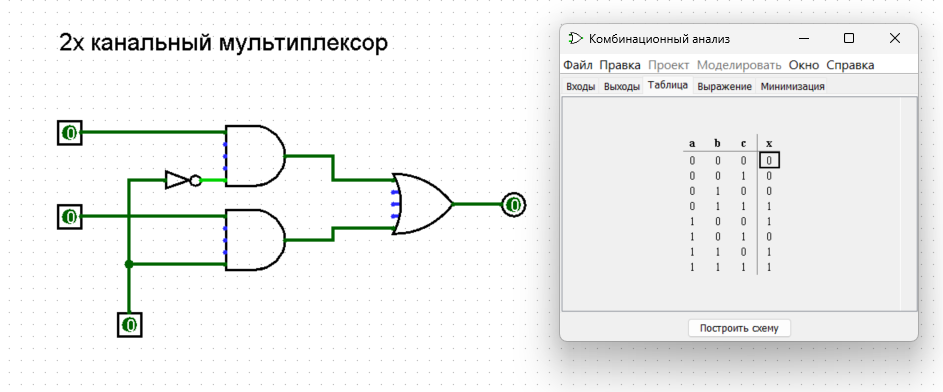 2х канальный мультиплексор
0
0
0
0
Комбинационный анализ
Файл Правка Проект Моделировать Окно Справка
Входы Выходы Таблица Выражение Минимизация
a b c x
0 0 0 0
0 0 1 0
0 1 0 0
0 1 1 1
1 0 0 1
1 0 1 0
1 1 0 1
1 1 1 1
Построить схему